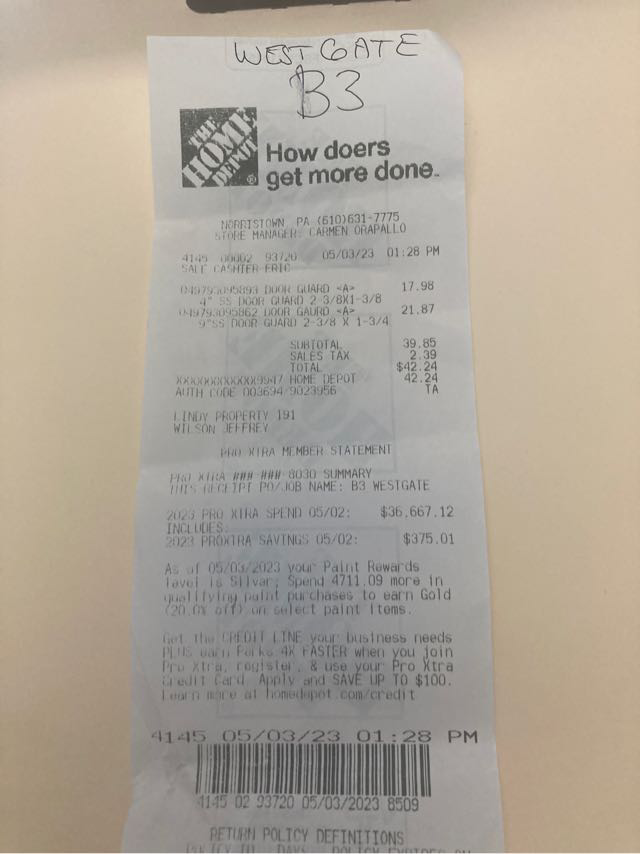 WESTGATE
B3
THE HOME DEPOT
How doers
get more done.
NORRISTOWN PA (610)631-7775
STORE MANAGER: CARMEN ORAPALLO
4145 00002 93720 05/03/23 01:28 PM
SALE CASHIER ERIC
049793095893 DOOR GUARD <A> 17.98
4" SS DOOR GUARD 2-3/8X1-3/8
049793095862 DOOR GAURD <A> 21.87
9"SS DOOR GUARD 2-3/8 X 1-3/4
SUBTOTAL 39.85
SALES TAX 2.39
TOTAL $42.24
XXXXXXXXXXXX9547 HOME DEPOT 42.24
AUTH CODE 003694/9023956 TA
LINDY PROPERTY 191
WILSON JEFFREY
PRO XTRA MEMBER STATEMENT
PRO XTRA ### ### 8030 SUMMARY
THIS RECEIPT PO/JOB NAME: B3 WESTGATE
2023 PRO XTRA SPEND 05/02: $36,667.12
INCLUDES:
2023 PROXTRA SAVINGS 05/02: $375.01
As of 05/03/2023 your Paint Rewards
level is Silver; Spend 4711.09 more in
qualifying paint purchases to earn Gold
(20.0% off) on select paint items.
Get the CREDIT LINE your business needs
PLUS earn Perks 4X FASTER when you join
Pro Xtra, register, & use your Pro Xtra
Credit Card. Apply and SAVE UP TO $100.
Learn more at homedepot.com/credit
4145 05/03/23 01:28 PM
4145 02 93720 05/03/2023 8509
RETURN POLICY DEFINITIONS
POLICY ID DAYS POLICY EXPIRES ON